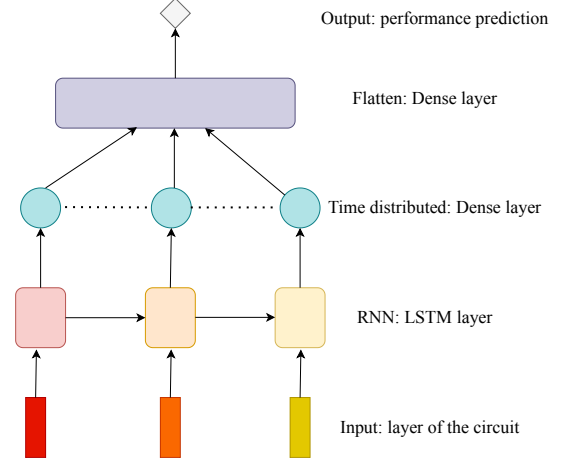 Output: performance prediction
Flatten: Dense layer
Time distributed: Dense layer
RNN: LSTM layer
Input: layer of the circuit